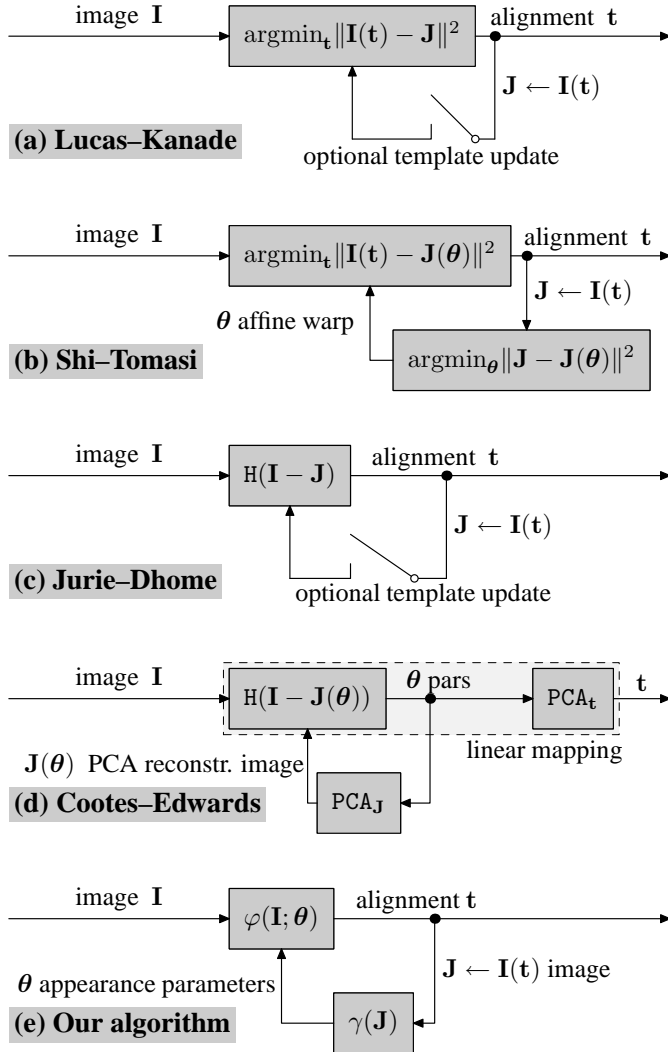 image I
argmin_t‖I(t) − J‖²
alignment t
J ← I(t)
optional template update
(a) Lucas–Kanade
image I
argmin_t‖I(t) − J(θ)‖²
alignment t
J ← I(t)
θ affine warp
argmin_θ‖J − J(θ)‖²
(b) Shi–Tomasi
image I
H(I − J)
alignment t
J ← I(t)
optional template update
(c) Jurie–Dhome
image I
H(I − J(θ))
θ pars
PCA_t
t
linear mapping
J(θ) PCA reconstr. image
PCA_J
(d) Cootes–Edwards
image I
φ(I; θ)
alignment t
J ← I(t) image
θ appearance parameters
γ(J)
(e) Our algorithm